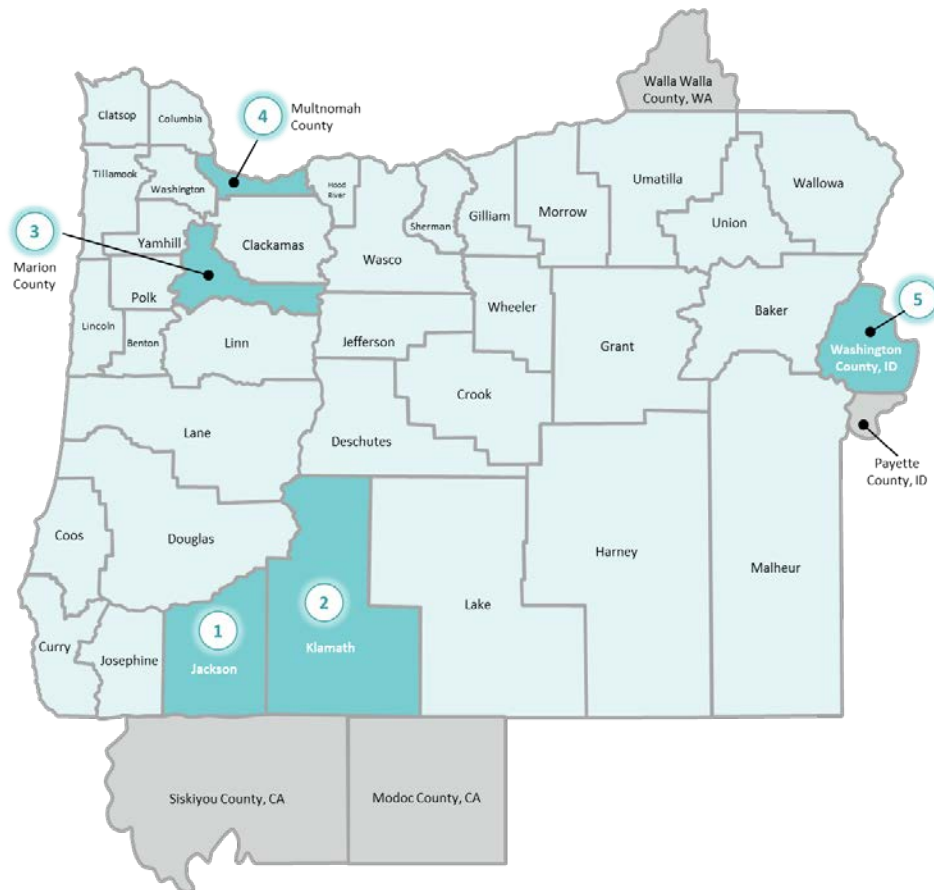 Walla Walla
County, WA
4
Multnomah
County
Clatsop
Columbia
Tillamook
Washington
Hood
River
Sherman
Gilliam
Morrow
Umatilla
Union
Wallowa
3
Marion
County
Yamhill
Clackamas
Wasco
Polk
Lincoln
Benton
Linn
Jefferson
Wheeler
Grant
Baker
5
Washington
County, ID
Crook
Lane
Deschutes
Payette
County, ID
Coos
Douglas
Harney
Malheur
1
Jackson
2
Klamath
Lake
Curry
Josephine
Siskiyou County, CA
Modoc County, CA